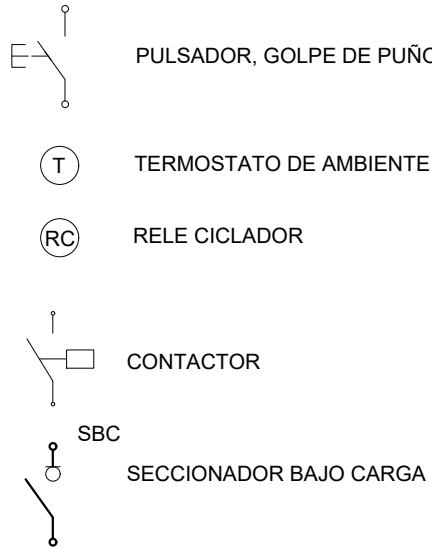 PULSADOR, GOLPE DE PUÑO
T TERMOSTATO DE AMBIENTE
RC RELE CICLADOR
CONTACTOR
SBC
SECCIONADOR BAJO CARGA